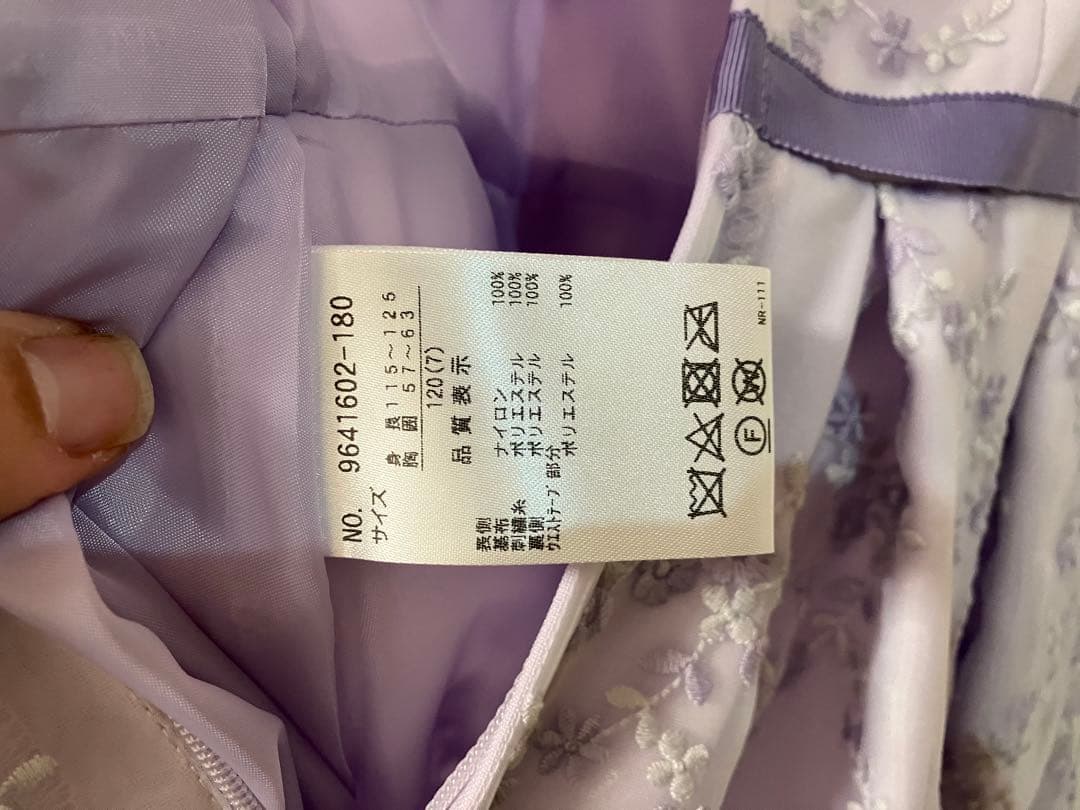 NO. 9641602-180
サイズ
身長 115～125
胸囲 57～63
120(7)
品質表示
表側
基布 ナイロン 100%
刺繡糸 ポリエステル 100%
裏側 ポリエステル 100%
ウエストテープ部分
ポリエステル 100%
F W
NR-111